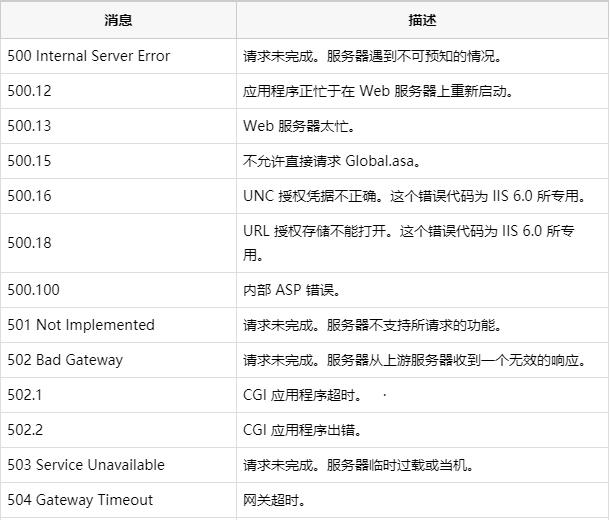 消息 描述
500 Internal Server Error 请求未完成。服务器遇到不可预知的情况。
500.12 应用程序正忙于在 Web 服务器上重新启动。
500.13 Web 服务器太忙。
500.15 不允许直接请求 Global.asa。
500.16 UNC 授权凭据不正确。这个错误代码为 IIS 6.0 所专用。
500.18 URL 授权存储不能打开。这个错误代码为 IIS 6.0 所专
用。
500.100 内部 ASP 错误。
501 Not Implemented 请求未完成。服务器不支持所请求的功能。
502 Bad Gateway 请求未完成。服务器从上游服务器收到一个无效的响应。
502.1 CGI 应用程序超时。 ·
502.2 CGI 应用程序出错。
503 Service Unavailable 请求未完成。服务器临时过载或当机。
504 Gateway Timeout 网关超时。